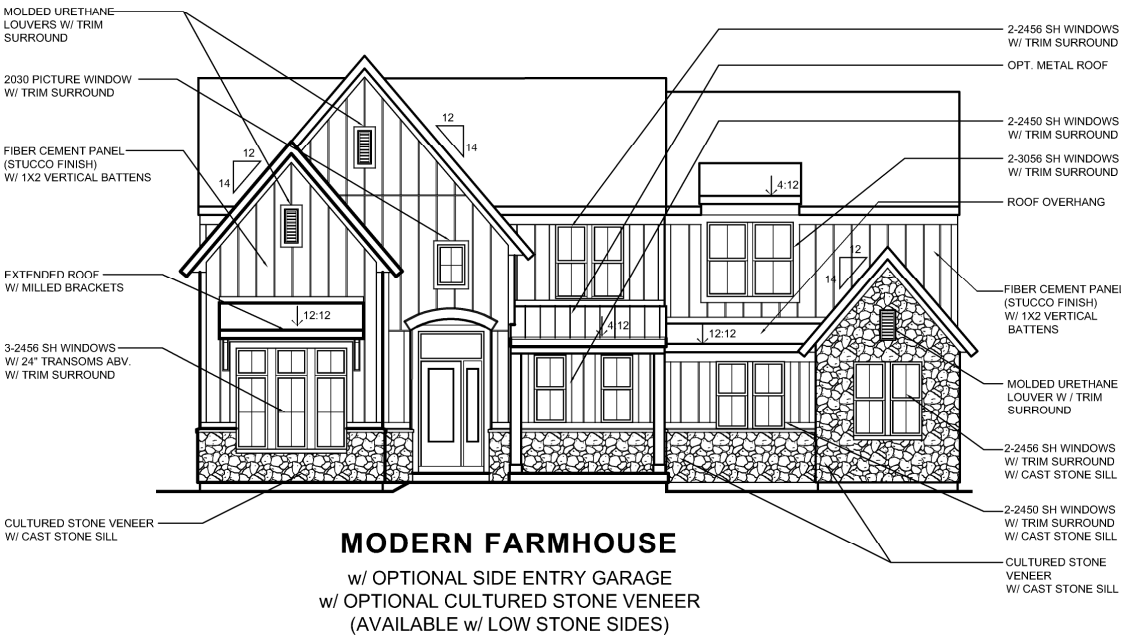 MOLDED URETHANE
LOUVERS W/ TRIM
SURROUND
2030 PICTURE WINDOW
W/ TRIM SURROUND
FIBER CEMENT PANEL
(STUCCO FINISH)
W/ 1X2 VERTICAL BATTENS
EXTENDED ROOF
W/ MILLED BRACKETS
3-2456 SH WINDOWS
W/ 24" TRANSOMS ABV.
W/ TRIM SURROUND
CULTURED STONE VENEER
W/ CAST STONE SILL
12
14
12
14
12:12
4:12
4:12
12:12
12
14
2-2456 SH WINDOWS
W/ TRIM SURROUND
OPT. METAL ROOF
2-2450 SH WINDOWS
W/ TRIM SURROUND
2-3056 SH WINDOWS
W/ TRIM SURROUND
ROOF OVERHANG
FIBER CEMENT PANEL
(STUCCO FINISH)
W/ 1X2 VERTICAL
BATTENS
MOLDED URETHANE
LOUVER W / TRIM
SURROUND
2-2456 SH WINDOWS
W/ TRIM SURROUND
W/ CAST STONE SILL
2-2450 SH WINDOWS
W/ TRIM SURROUND
W/ CAST STONE SILL
CULTURED STONE
VENEER
W/ CAST STONE SILL
MODERN FARMHOUSE
w/ OPTIONAL SIDE ENTRY GARAGE
w/ OPTIONAL CULTURED STONE VENEER
(AVAILABLE w/ LOW STONE SIDES)